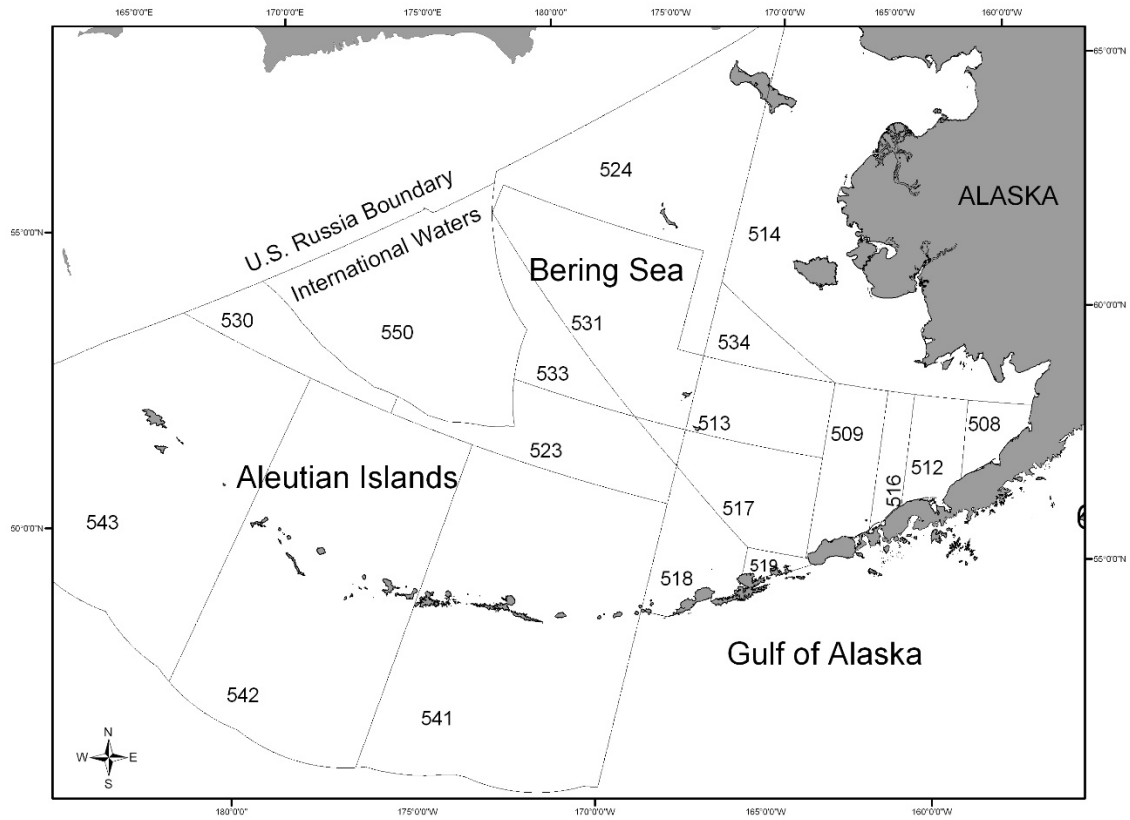 165°0'0"E 170°0'0"E 180°0'0" 175°0'0"W 170°0'0"W 165°0'0"W 160°0'0"W
65°0'0"N
524
ALASKA
U.S. Russia Boundary
55°0'0"N
514
International Waters
Bering Sea
60°0'0"N
530
531
550
534
533
513
508
509
523
512
Aleutian Islands
516
543
517
50°0'0"N
55°0'0"N
519
518
Gulf of Alaska
542
541
N
W E
S
180°0'0" 175°0'0"W 170°0'0"W 165°0'0"W 160°0'0"W